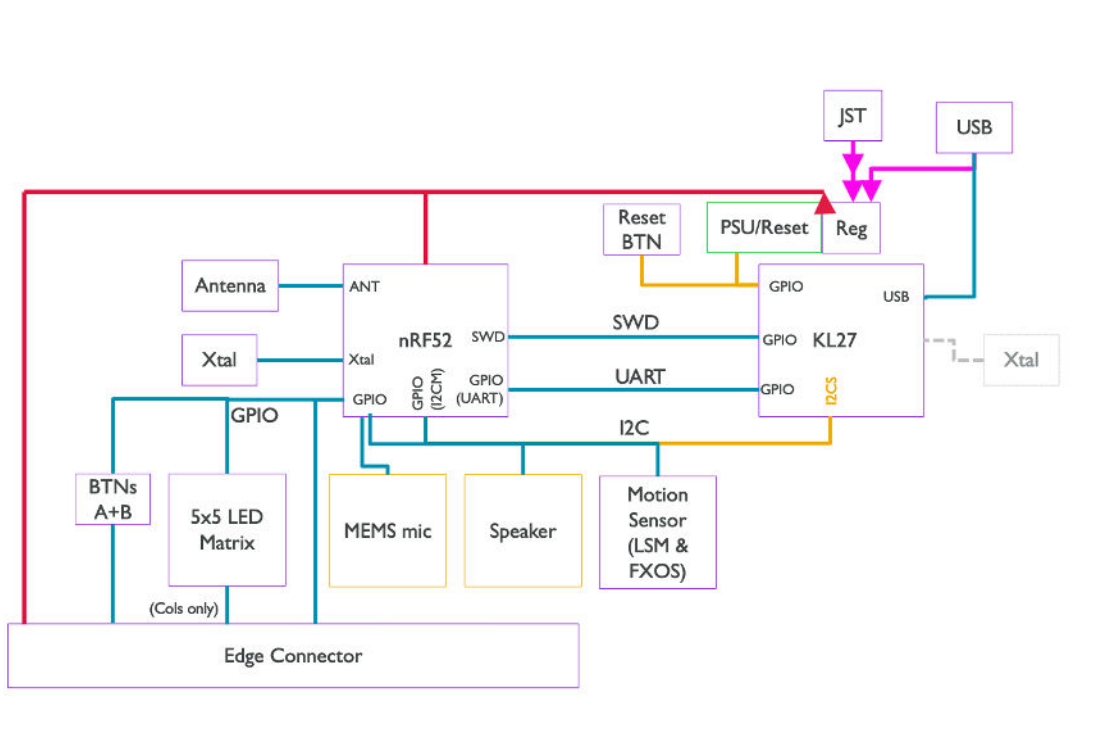 JST
USB
Reset
BTN
PSU/Reset
Reg
Antenna
ANT
GPIO
USB
SWD
SWD
nRF52
GPIO
KL27
Xtal
Xtal
Xtal
GPIO
(I2CM)
GPIO
(UART)
UART
GPIO
I2CS
GPIO
GPIO
I2C
BTNs
A+B
5x5 LED
Matrix
MEMS mic
Speaker
Motion
Sensor
(LSM &
FXOS)
(Cols only)
Edge Connector